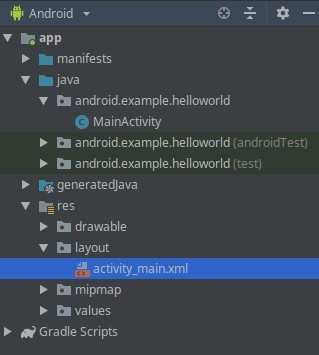 Android
app
manifests
java
android.example.helloworld
MainActivity
android.example.helloworld (androidTest)
android.example.helloworld (test)
generatedJava
res
drawable
layout
activity_main.xml
mipmap
values
Gradle Scripts